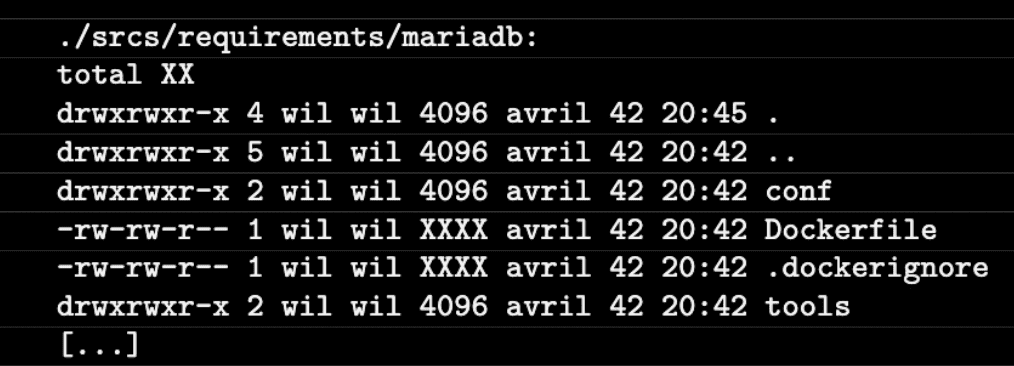 ./srcs/requirements/mariadb:
total XX
drwxrwxr-x 4 wil wil 4096 avril 42 20:45 .
drwxrwxr-x 5 wil wil 4096 avril 42 20:42 ..
drwxrwxr-x 2 wil wil 4096 avril 42 20:42 conf
-rw-rw-r-- 1 wil wil XXXX avril 42 20:42 Dockerfile
-rw-rw-r-- 1 wil wil XXXX avril 42 20:42 .dockerignore
drwxrwxr-x 2 wil wil 4096 avril 42 20:42 tools
[...]